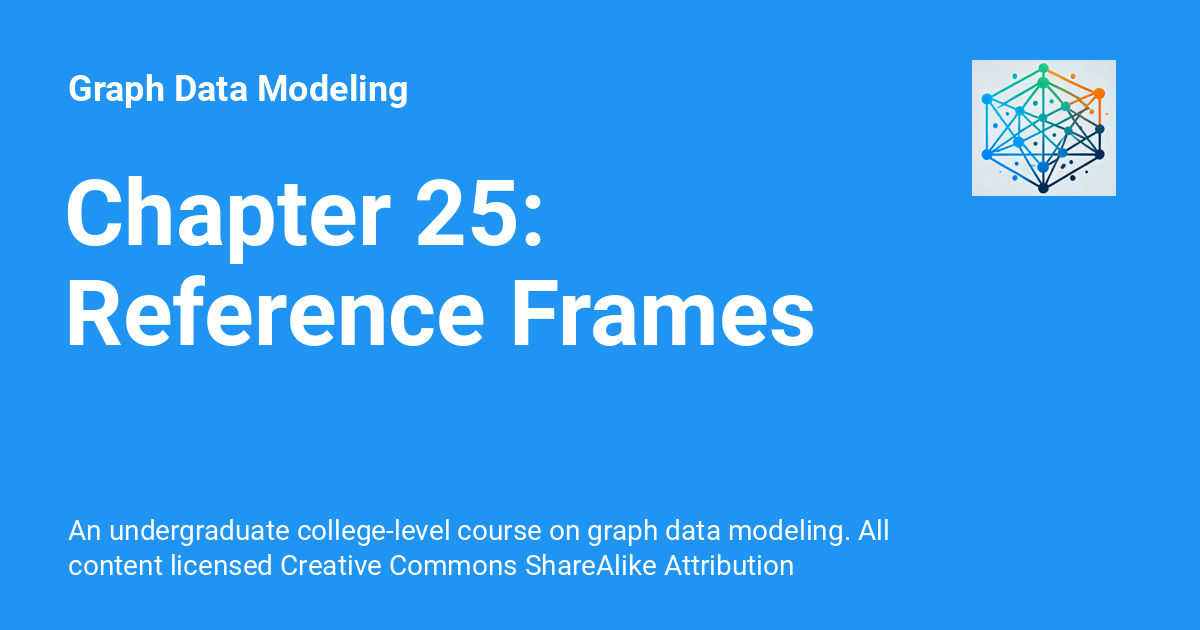 Graph Data Modeling
Chapter 25:
Reference Frames
An undergraduate college-level course on graph data modeling. All
content licensed Creative Commons ShareAlike Attribution